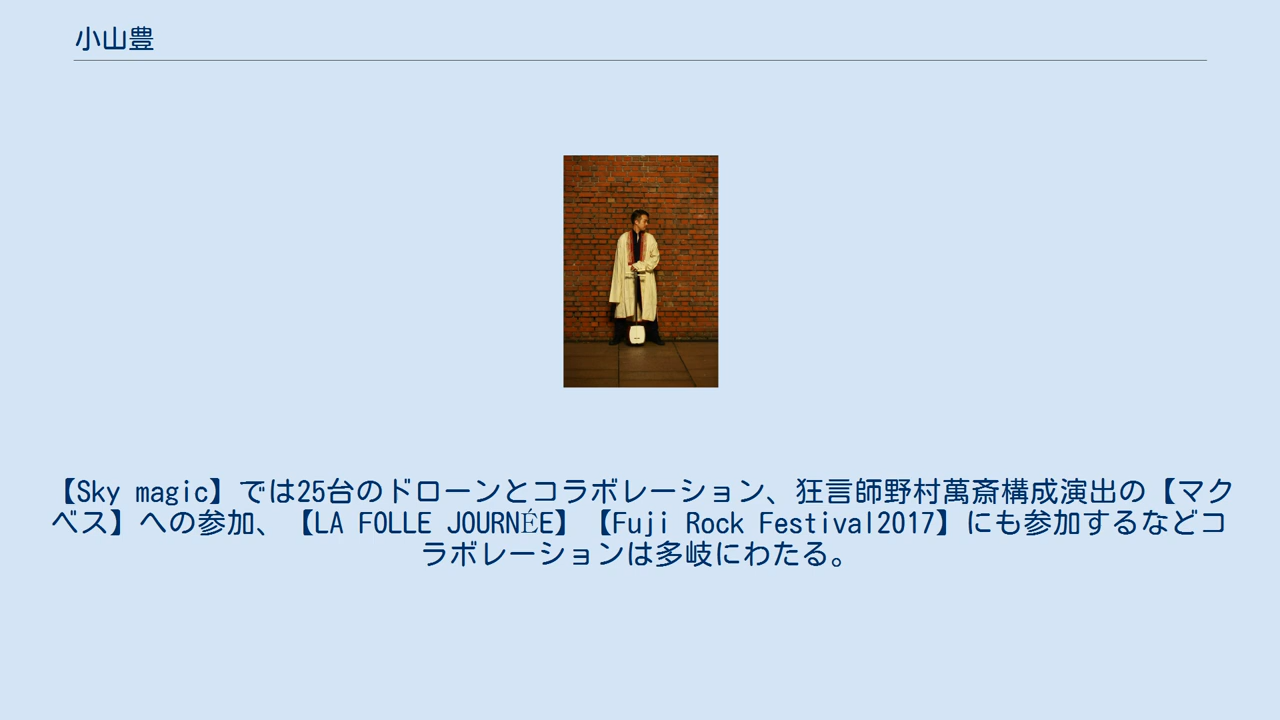 小山豊
【Sky magic】では25台のドローンとコラボレーション、狂言師野村萬斎構成演出の【マク
ベス】への参加、【LA FOLLE JOURNÉE】【Fuji Rock Festival2017】にも参加するなどコ
ラボレーションは多岐にわたる。